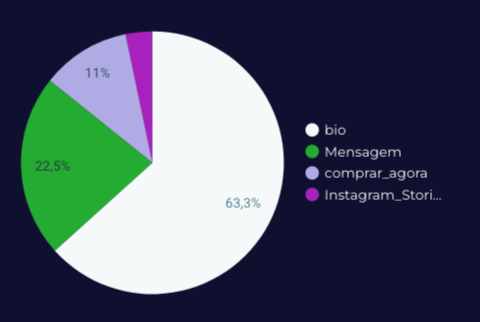 11%
22,5%
63,3%
bio
Mensagem
comprar_agora
Instagram_Stori...